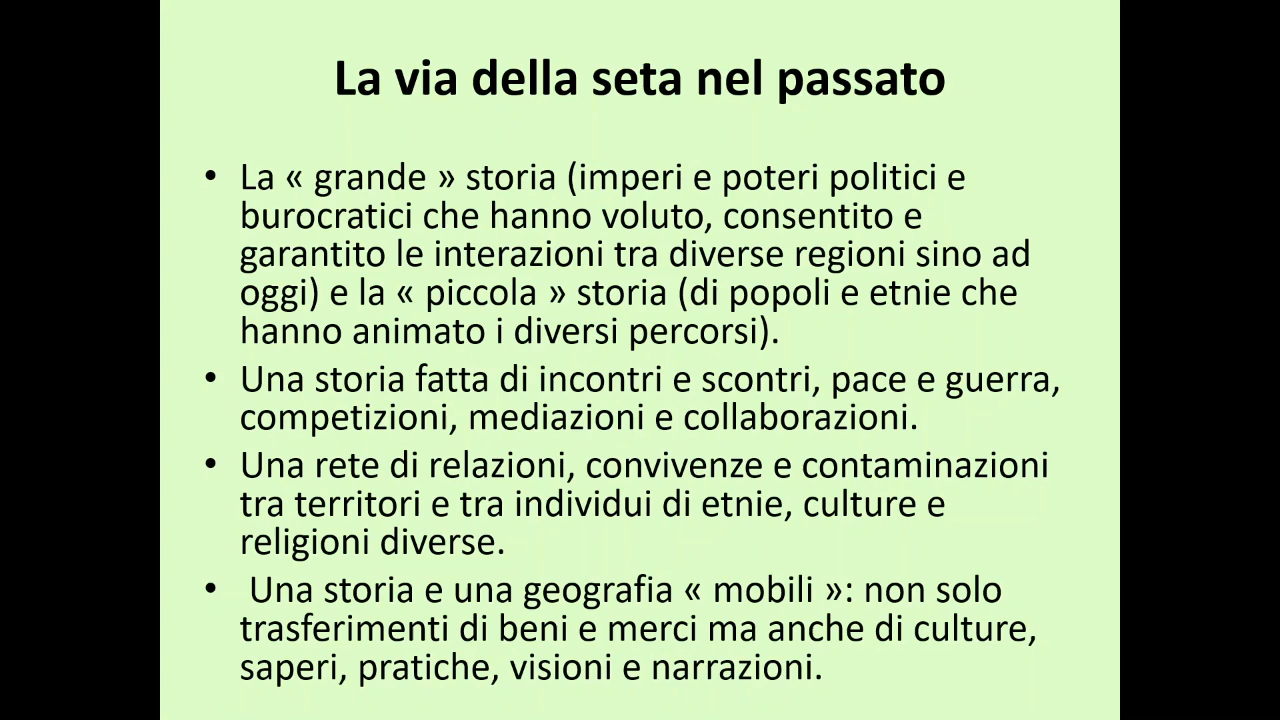 La via della seta nel passato
• La « grande » storia (imperi e poteri politici e
burocratici che hanno voluto, consentito e
garantito le interazioni tra diverse regioni sino ad
oggi) e la « piccola » storia (di popoli e etnie che
hanno animato i diversi percorsi).
• Una storia fatta di incontri e scontri, pace e guerra,
competizioni, mediazioni e collaborazioni.
• Una rete di relazioni, convivenze e contaminazioni
tra territori e tra individui di etnie, culture e
religioni diverse.
• Una storia e una geografia « mobili »: non solo
trasferimenti di beni e merci ma anche di culture,
saperi, pratiche, visioni e narrazioni.